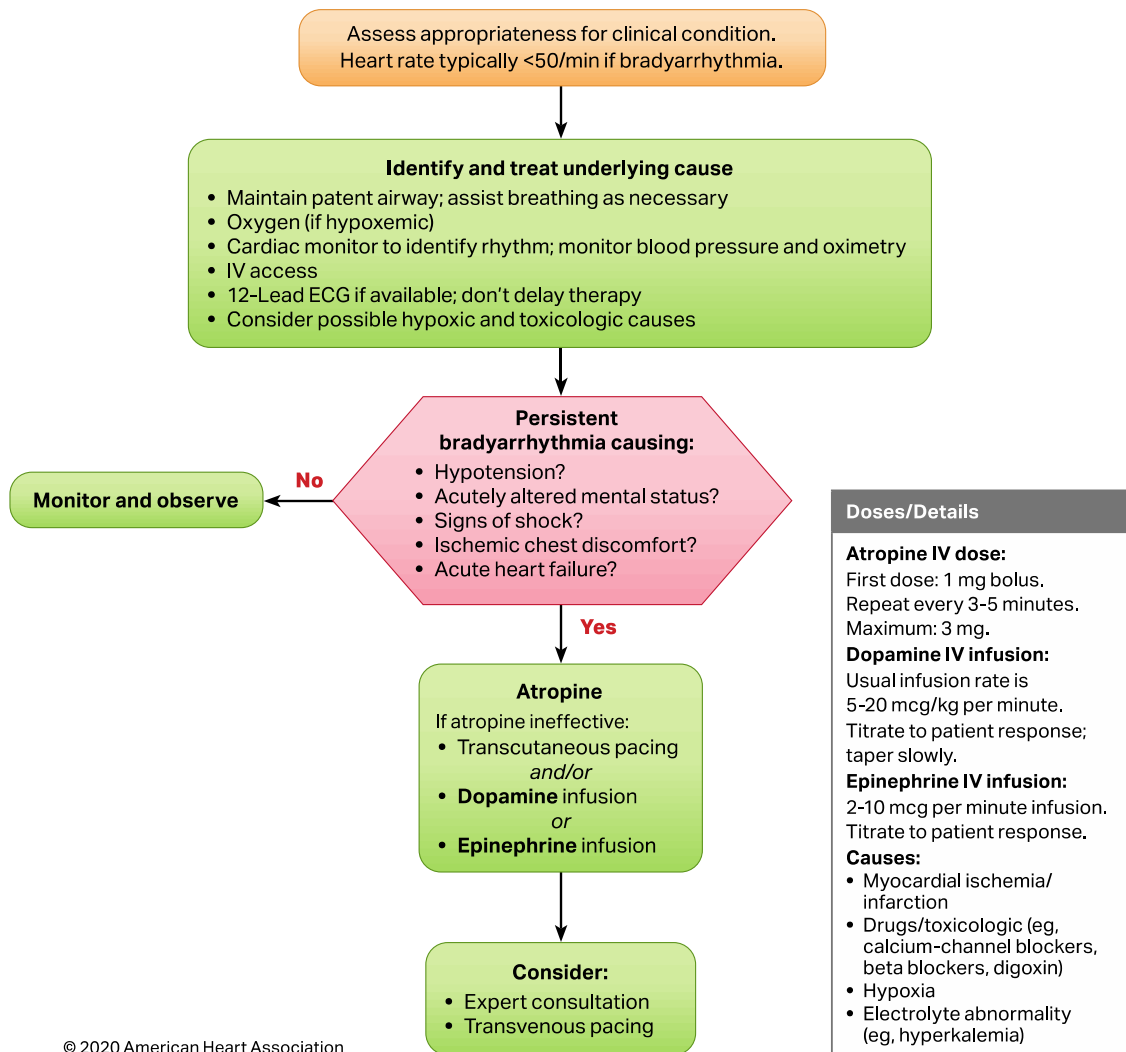 Assess appropriateness for clinical condition.
Heart rate typically <50/min if bradyarrhythmia.
Identify and treat underlying cause
• Maintain patent airway; assist breathing as necessary
• Oxygen (if hypoxemic)
• Cardiac monitor to identify rhythm; monitor blood pressure and oximetry
• IV access
• 12-Lead ECG if available; don't delay therapy
• Consider possible hypoxic and toxicologic causes
Persistent
bradyarrhythmia causing:
• Hypotension?
• Acutely altered mental status?
• Signs of shock?
• Ischemic chest discomfort?
• Acute heart failure?
No
Monitor and observe
Yes
Atropine
If atropine ineffective:
• Transcutaneous pacing
and/or
• Dopamine infusion
or
• Epinephrine infusion
Consider:
• Expert consultation
• Transvenous pacing
Doses/Details
Atropine IV dose:
First dose: 1 mg bolus.
Repeat every 3-5 minutes.
Maximum: 3 mg.
Dopamine IV infusion:
Usual infusion rate is
5-20 mcg/kg per minute.
Titrate to patient response;
taper slowly.
Epinephrine IV infusion:
2-10 mcg per minute infusion.
Titrate to patient response.
Causes:
• Myocardial ischemia/
infarction
• Drugs/toxicologic (eg,
calcium-channel blockers,
beta blockers, digoxin)
• Hypoxia
• Electrolyte abnormality
(eg, hyperkalemia)
© 2020 American Heart Association